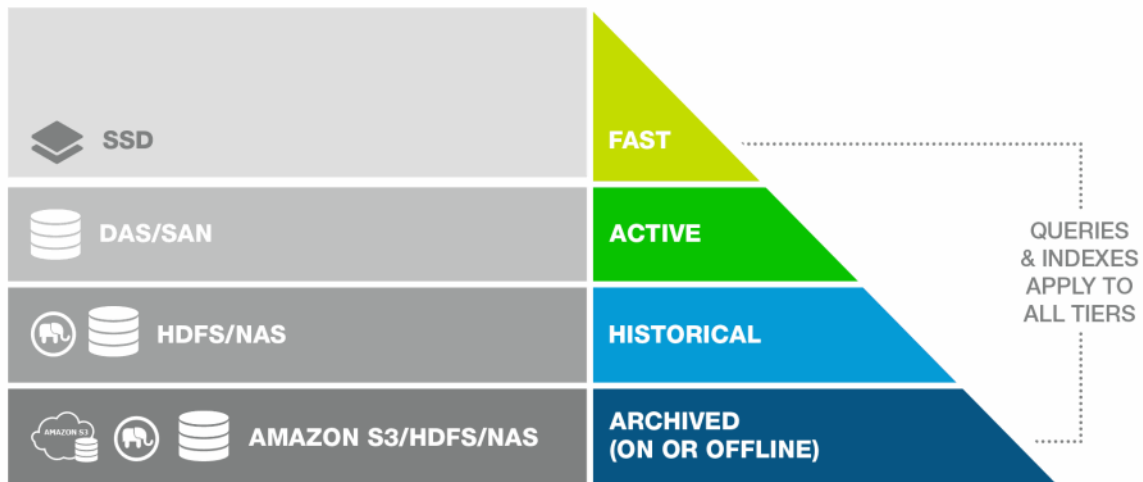 SSD
FAST
DAS/SAN
ACTIVE
QUERIES
& INDEXES
APPLY TO
ALL TIERS
HDFS/NAS
HISTORICAL
AMAZON S3
AMAZON S3/HDFS/NAS
ARCHIVED
(ON OR OFFLINE)